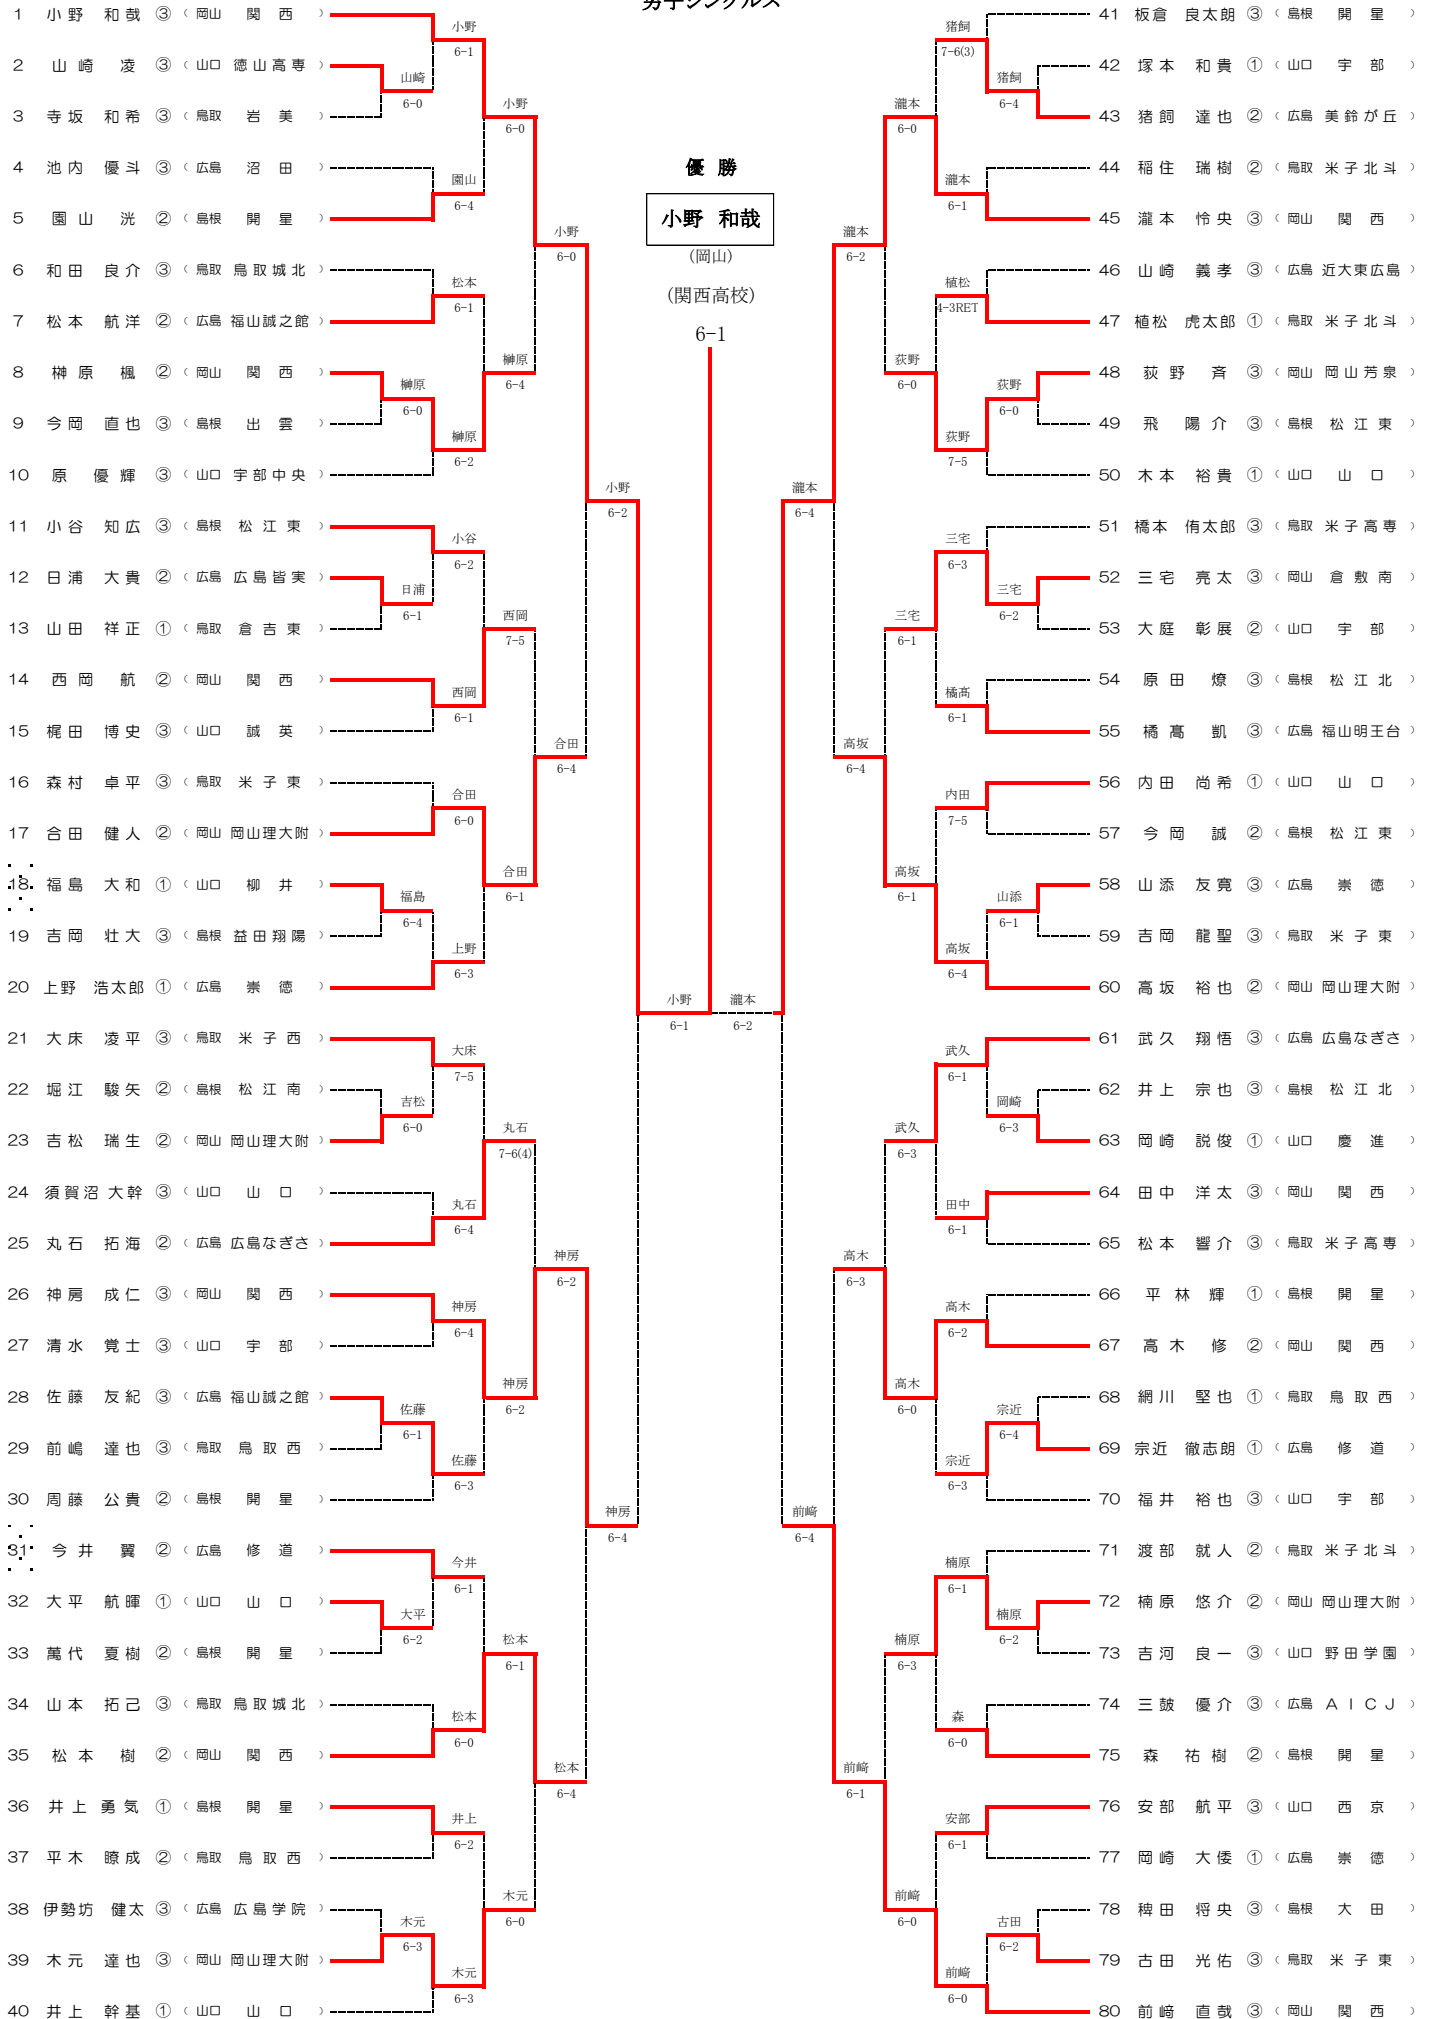 男子シングルス
優 勝
小野 和哉
(岡山)
(関西高校)
6-1
1 小野 和哉 ③ ( 岡山 関 西 )
2 山崎 凌 ③ ( 山口 徳山高専 )
3 寺坂 和希 ③ ( 鳥取 岩 美 )
4 池内 優斗 ③ ( 広島 沼 田 )
5 園山 洸 ② ( 島根 開 星 )
6 和田 良介 ③ ( 鳥取 鳥取城北 )
7 松本 航洋 ② ( 広島 福山誠之館 )
8 榊原 楓 ② ( 岡山 関 西 )
9 今岡 直也 ③ ( 島根 出 雲 )
10 原 優輝 ③ ( 山口 宇部中央 )
11 小谷 知広 ③ ( 島根 松江東 )
12 日浦 大貴 ② ( 広島 広島皆実 )
13 山田 祥正 ① ( 鳥取 倉吉東 )
14 西岡 航 ② ( 岡山 関 西 )
15 梶田 博史 ③ ( 山口 誠 英 )
16 森村 卓平 ③ ( 鳥取 米子東 )
17 合田 健人 ② ( 岡山 岡山理大附 )
18 福島 大和 ① ( 山口 柳 井 )
19 吉岡 壮大 ③ ( 島根 益田翔陽 )
20 上野 浩太郎 ① ( 広島 崇 徳 )
21 大床 凌平 ③ ( 鳥取 米子西 )
22 堀江 駿矢 ② ( 島根 松江南 )
23 吉松 瑞生 ② ( 岡山 岡山理大附 )
24 須賀沼 大幹 ③ ( 山口 山 口 )
25 丸石 拓海 ② ( 広島 広島なぎさ )
26 神房 成仁 ③ ( 岡山 関 西 )
27 清水 覚士 ③ ( 山口 宇 部 )
28 佐藤 友紀 ③ ( 広島 福山誠之館 )
29 前嶋 達也 ③ ( 鳥取 鳥取西 )
30 周藤 公貴 ② ( 島根 開 星 )
31 今井 翼 ② ( 広島 修 道 )
32 大平 航暉 ① ( 山口 山 口 )
33 萬代 夏樹 ② ( 島根 開 星 )
34 山本 拓己 ③ ( 鳥取 鳥取城北 )
35 松本 樹 ② ( 岡山 関 西 )
36 井上 勇気 ① ( 島根 開 星 )
37 平木 瞭成 ② ( 鳥取 鳥取西 )
38 伊勢坊 健太 ③ ( 広島 広島学院 )
39 木元 達也 ③ ( 岡山 岡山理大附 )
40 井上 幹基 ① ( 山口 山 口 )
山崎
6-0
榊原
6-0
日浦
6-1
福島
6-4
吉松
6-0
佐藤
6-1
大平
6-2
木元
6-3
小野
6-1
園山
6-4
松本
6-1
榊原
6-2
小谷
6-2
西岡
6-1
合田
6-0
上野
6-3
大床
7-5
丸石
6-4
神房
6-4
佐藤
6-3
今井
6-1
松本
6-0
井上
6-2
木元
6-3
小野
6-0
榊原
6-4
西岡
7-5
合田
6-1
丸石
7-6(4)
神房
6-2
松本
6-1
木元
6-0
小野
6-0
合田
6-4
神房
6-2
松本
6-4
小野
6-2
神房
6-4
小野
6-1
瀧本
6-2
瀧本
6-4
前﨑
6-4
瀧本
6-2
高坂
6-4
高木
6-3
前﨑
6-1
瀧本
6-0
荻野
6-0
三宅
6-1
高坂
6-1
武久
6-3
高木
6-0
楠原
6-3
前﨑
6-0
猪飼
7-6(3)
瀧本
6-1
植松
4-3RET
荻野
7-5
三宅
6-3
橘髙
6-1
内田
7-5
高坂
6-4
武久
6-1
田中
6-1
高木
6-2
宗近
6-3
楠原
6-1
森
6-0
安部
6-1
前﨑
6-0
猪飼
6-4
荻野
6-0
三宅
6-2
山添
6-1
岡崎
6-3
宗近
6-4
楠原
6-2
古田
6-2
41 板倉 良太朗 ③ ( 島根 開 星 )
42 塚本 和貴 ① ( 山口 宇 部 )
43 猪飼 達也 ② ( 広島 美鈴が丘 )
44 稲住 瑞樹 ② ( 鳥取 米子北斗 )
45 瀧本 怜央 ③ ( 岡山 関 西 )
46 山崎 義孝 ③ ( 広島 近大東広島 )
47 植松 虎太郎 ① ( 鳥取 米子北斗 )
48 荻野 斉 ③ ( 岡山 岡山芳泉 )
49 飛 陽介 ③ ( 島根 松江東 )
50 木本 裕貴 ① ( 山口 山 口 )
51 橋本 侑太郎 ③ ( 鳥取 米子高専 )
52 三宅 亮太 ③ ( 岡山 倉敷南 )
53 大庭 彰展 ② ( 山口 宇 部 )
54 原田 燎 ③ ( 島根 松江北 )
55 橘髙 凱 ③ ( 広島 福山明王台 )
56 内田 尚希 ① ( 山口 山 口 )
57 今岡 誠 ② ( 島根 松江東 )
58 山添 友寛 ③ ( 広島 崇 徳 )
59 吉岡 龍聖 ③ ( 鳥取 米子東 )
60 高坂 裕也 ② ( 岡山 岡山理大附 )
61 武久 翔悟 ③ ( 広島 広島なぎさ )
62 井上 宗也 ③ ( 島根 松江北 )
63 岡崎 説俊 ① ( 山口 慶 進 )
64 田中 洋太 ③ ( 岡山 関 西 )
65 松本 響介 ③ ( 鳥取 米子高専 )
66 平林 輝 ① ( 島根 開 星 )
67 高木 修 ② ( 岡山 関 西 )
68 網川 堅也 ① ( 鳥取 鳥取西 )
69 宗近 徹志朗 ① ( 広島 修 道 )
70 福井 裕也 ③ ( 山口 宇 部 )
71 渡部 就人 ② ( 鳥取 米子北斗 )
72 楠原 悠介 ② ( 岡山 岡山理大附 )
73 吉河 良一 ③ ( 山口 野田学園 )
74 三皷 優介 ③ ( 広島 AICJ )
75 森 祐樹 ② ( 島根 開 星 )
76 安部 航平 ③ ( 山口 西 京 )
77 岡崎 大倭 ① ( 広島 崇 徳 )
78 稗田 将央 ③ ( 島根 大 田 )
79 古田 光佑 ③ ( 鳥取 米子東 )
80 前﨑 直哉 ③ ( 岡山 関 西 )